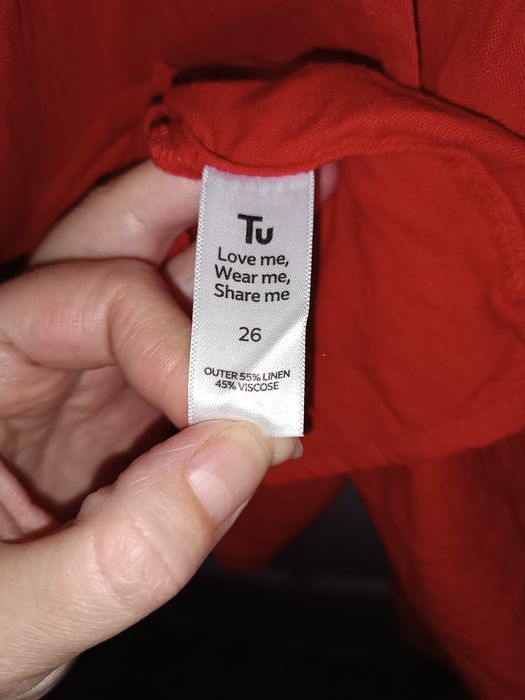 Tu
Love me,
Wear me,
Share me
26
OUTER 55% LINEN
45% VISCOSE